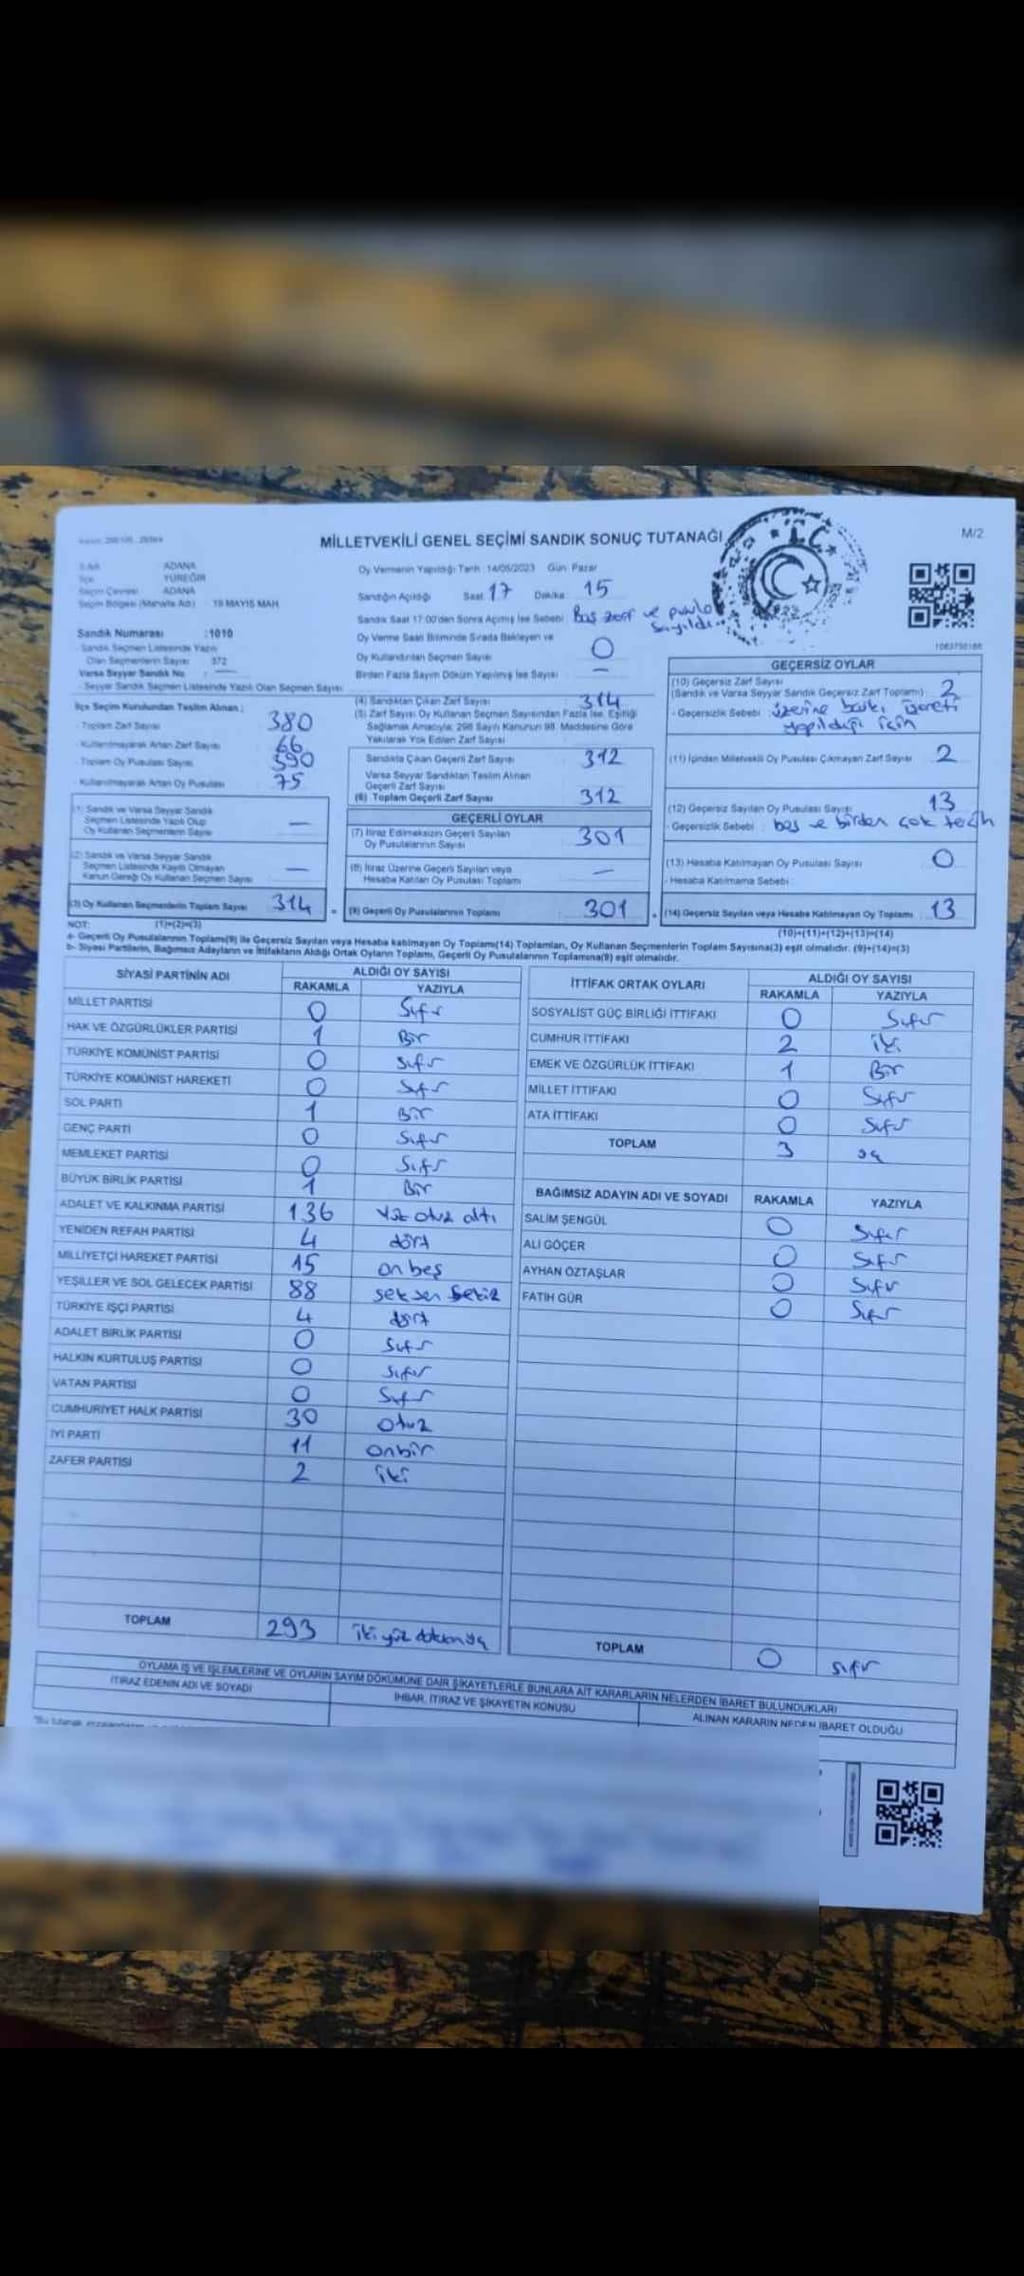 MİLLETVEKİLİ GENEL SEÇİMİ SANDIK SONUÇ TUTANAĞI
M/2
ADANA
İlçe YÜREĞİR
Seçim Çevresi ADANA
Seçim Bölgesi (Mahalle Adı) : 19 MAYIS MAH.
Oy Vermenin Yapıldığı Tarih : 14/05/2023 Gün: Pazar
Sandığın Açıldığı Saat: 17 Dakika: 15
Sandık Saat 17.00'den Sonra Açılmış İse Sebebi : Boş zarf ve pusula sayıldı.
Oy Verme Saati Bitiminde Sırada Bekleyen ve
Oy Kullandırılan Seçmen Sayısı 0
Birden Fazla Sayım Döküm Yapılmış İse Sayısı : —
Sandık Numarası : 1010
- Sandık Seçmen Listesinde Yazılı
Olan Seçmenlerin Sayısı 372
Varsa Seyyar Sandık No : —
- Seyyar Sandık Seçmen Listesinde Yazılı Olan Seçmen Sayısı
İlçe Seçim Kurulundan Teslim Alınan :
- Toplam Zarf Sayısı 380
- Kullanılmayarak Artan Zarf Sayısı 66
- Toplam Oy Pusulası Sayısı 390
- Kullanılmayarak Artan Oy Pusulası 75
(1) Sandık ve Varsa Seyyar Sandık
Seçmen Listesinde Yazılı Olup
Oy Kullanan Seçmenlerin Sayısı —
(2) Sandık ve Varsa Seyyar Sandık
Seçmen Listesinde Kayıtlı Olmayan
Kanun Gereği Oy Kullanan Seçmen Sayısı —
(3) Oy Kullanan Seçmenlerin Toplam Sayısı 314
(1)+(2)=(3)
(4) Sandıktan Çıkan Zarf Sayısı : 314
(5) Zarf Sayısı Oy Kullanan Seçmen Sayısından Fazla İse, Eşitliği
Sağlamak Amacıyla; 298 Sayılı Kanunun 98. Maddesine Göre
Yakılarak Yok Edilen Zarf Sayısı
Sandıkta Çıkan Geçerli Zarf Sayısı : 312
Varsa Seyyar Sandıktan Teslim Alınan
Geçerli Zarf Sayısı
(6) Toplam Geçerli Zarf Sayısı : 312
GEÇERLİ OYLAR
(7) İtiraz Edilmeksizin Geçerli Sayılan
Oy Pusulalarının Sayısı : 301
(8) İtiraz Üzerine Geçerli Sayılan veya
Hesaba Katılan Oy Pusulası Toplamı : —
(9) Geçerli Oy Pusulalarının Toplamı : 301
GEÇERSİZ OYLAR
(10) Geçersiz Zarf Sayısı
(Sandık ve Varsa Seyyar Sandık Geçersiz Zarf Toplamı) : 2
- Geçersizlik Sebebi : üzerine işareti yapıldığı için
(11) İçinden Milletvekili Oy Pusulası Çıkmayan Zarf Sayısı : 2
(12) Geçersiz Sayılan Oy Pusulası Sayısı : 13
- Geçersizlik Sebebi : boş ve birden çok tercih
(13) Hesaba Katılmayan Oy Pusulası Sayısı : 0
- Hesaba Katılmama Sebebi :
(14) Geçersiz Sayılan veya Hesaba Katılmayan Oy Toplamı : 13
(10)+(11)+(12)+(13)=(14)
NOT:
a- Geçerli Oy Pusulalarının Toplamı(9) ile Geçersiz Sayılan veya Hesaba katılmayan Oy Toplamı(14) Toplamları, Oy Kullanan Seçmenlerin Toplam Sayısına(3) eşit olmalıdır. (9)+(14)=(3)
b- Siyasi Partilerin, Bağımsız Adayların ve İttifakların Aldığı Ortak Oyların Toplamı, Geçerli Oy Pusulalarının Toplamına(9) eşit olmalıdır.
SİYASİ PARTİNİN ADI ALDIĞI OY SAYISI
RAKAMLA YAZIYLA
MİLLET PARTİSİ 0 Sıfır
HAK VE ÖZGÜRLÜKLER PARTİSİ 1 Bir
TÜRKİYE KOMÜNİST PARTİSİ 0 Sıfır
TÜRKİYE KOMÜNİST HAREKETİ 0 Sıfır
SOL PARTİ 1 Bir
GENÇ PARTİ 0 Sıfır
MEMLEKET PARTİSİ 0 Sıfır
BÜYÜK BİRLİK PARTİSİ 1 Bir
ADALET VE KALKINMA PARTİSİ 136 Yüz otuz altı
YENİDEN REFAH PARTİSİ 4 dört
MİLLİYETÇİ HAREKET PARTİSİ 15 on beş
YEŞİLLER VE SOL GELECEK PARTİSİ 88 seksen sekiz
TÜRKİYE İŞÇİ PARTİSİ 4 dört
ADALET BİRLİK PARTİSİ 0 Sıfır
HALKIN KURTULUŞ PARTİSİ 0 Sıfır
VATAN PARTİSİ 0 Sıfır
CUMHURİYET HALK PARTİSİ 30 otuz
İYİ PARTİ 11 onbir
ZAFER PARTİSİ 2 iki
TOPLAM 293 iki yüz doksan üç
İTTİFAK ORTAK OYLARI ALDIĞI OY SAYISI
RAKAMLA YAZIYLA
SOSYALİST GÜÇ BİRLİĞİ İTTİFAKI 0 Sıfır
CUMHUR İTTİFAKI 2 iki
EMEK VE ÖZGÜRLÜK İTTİFAKI 1 Bir
MİLLET İTTİFAKI 0 Sıfır
ATA İTTİFAKI 0 Sıfır
TOPLAM 3 üç
BAĞIMSIZ ADAYIN ADI VE SOYADI RAKAMLA YAZIYLA
SALİM ŞENGÜL 0 Sıfır
ALİ GÖÇER 0 Sıfır
AYHAN ÖZTAŞLAR 0 Sıfır
FATİH GÜR 0 Sıfır
TOPLAM 0 sıfır
OYLAMA İŞ VE İŞLEMLERİNE VE OYLARIN SAYIM DÖKÜMÜNE DAİR ŞİKAYETLERLE BUNLARA AİT KARARLARIN NELERDEN İBARET BULUNDUKLARI
İTİRAZ EDENİN ADI VE SOYADI
İHBAR, İTİRAZ VE ŞİKAYETİN KONUSU
ALINAN KARARIN NEDEN İBARET OLDUĞU